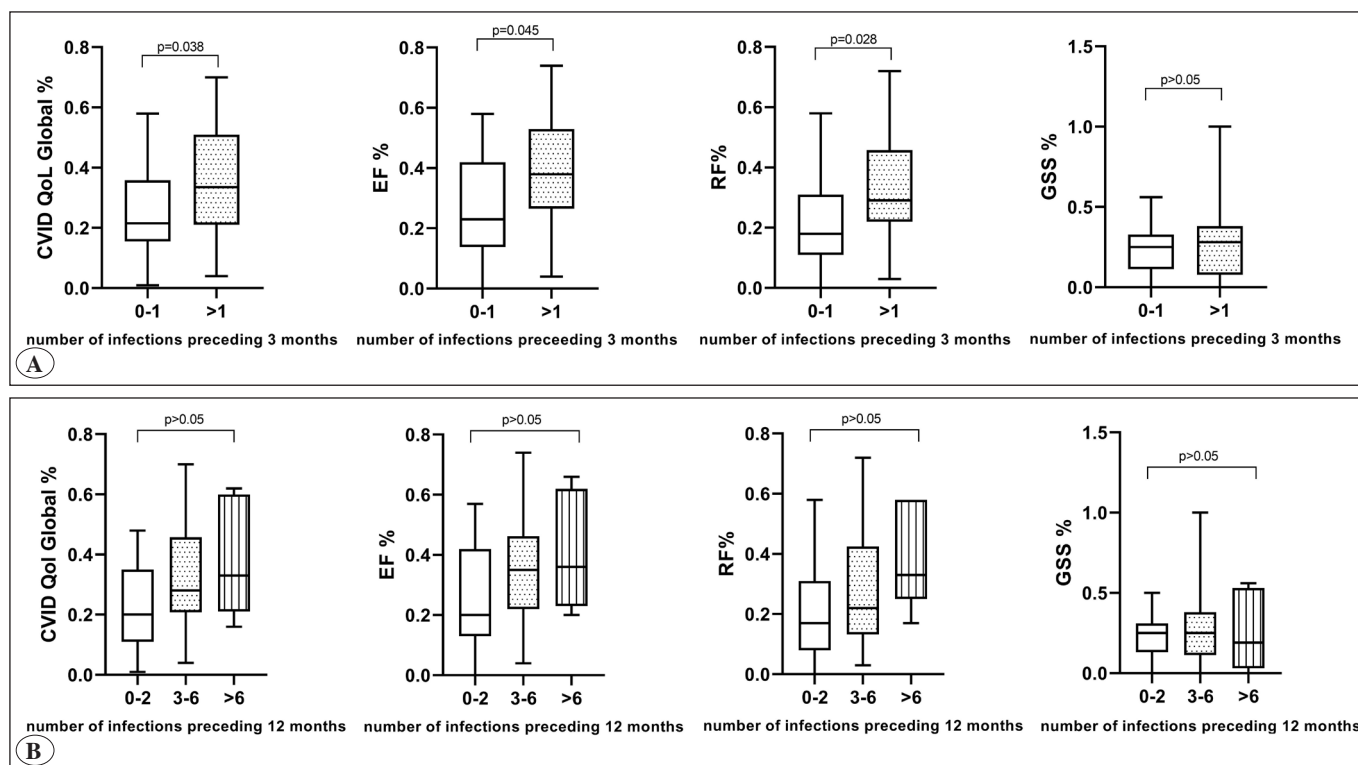 CVID QoL Global %
0.8
0.6
0.4
0.2
0.0
p=0.038
0-1
>1
number of infections preceding 3 months
EF %
0.8
0.6
0.4
0.2
0.0
p=0.045
0-1
>1
number of infections preceeding 3 months
RF%
0.8
0.6
0.4
0.2
0.0
p=0.028
0-1
>1
number of infections preceding 3 months
GSS %
1.5
1.0
0.5
0.0
p>0.05
0-1
>1
number of infections preceding 3 months
A
CVID Qol Global %
0.8
0.6
0.4
0.2
0.0
p>0.05
0-2
3-6
>6
number of infections preceding 12 months
EF %
0.8
0.6
0.4
0.2
0.0
p>0.05
0-2
3-6
>6
number of infections preceding 12 months
RF%
0.8
0.6
0.4
0.2
0.0
p>0.05
0-2
3-6
>6
number of infections preceding 12 months
GSS %
1.5
1.0
0.5
0.0
p>0.05
0-2
3-6
>6
number of infections preceding 12 months
B